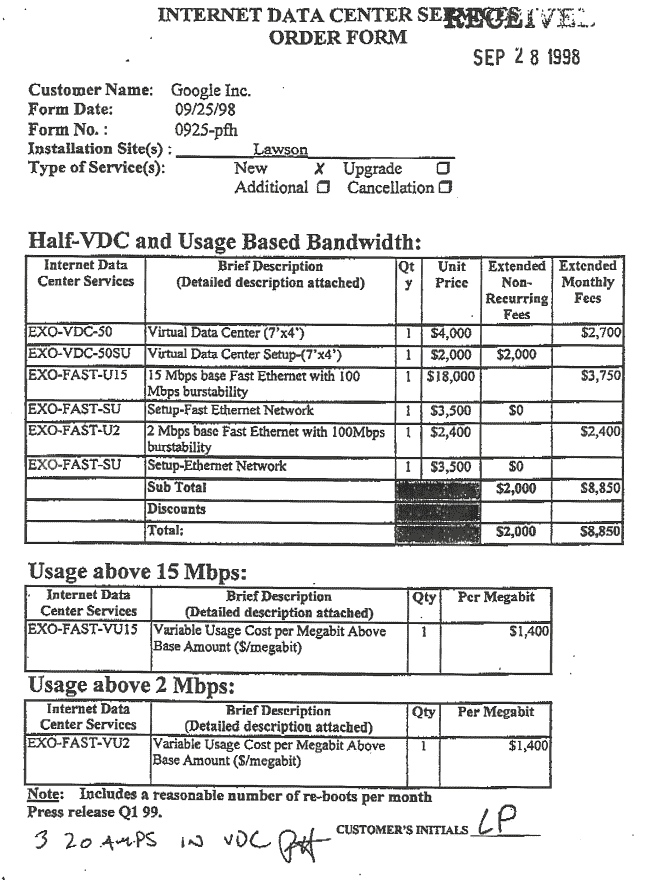 INTERNET DATA CENTER SERVICES
RECEIVED
ORDER FORM
SEP 28 1998
Customer Name: Google Inc.
Form Date: 09/25/98
Form No. : 0925-pfh
Installation Site(s) : Lawson
Type of Service(s): New X Upgrade ☐
Additional ☐ Cancellation ☐
Half-VDC and Usage Based Bandwidth:
Internet Data Center Services | Brief Description (Detailed description attached) | Qty | Unit Price | Extended Non-Recurring Fees | Extended Monthly Fees
EXO-VDC-50 | Virtual Data Center (7'x4') | 1 | $4,000 | | $2,700
EXO-VDC-50SU | Virtual Data Center Setup-(7'x4') | 1 | $2,000 | $2,000 |
EXO-FAST-U15 | 15 Mbps base Fast Ethernet with 100 Mbps burstability | 1 | $18,000 | | $3,750
EXO-FAST-SU | Setup-Fast Ethernet Network | 1 | $3,500 | $0 |
EXO-FAST-U2 | 2 Mbps base Fast Ethernet with 100Mbps burstability | 1 | $2,400 | | $2,400
EXO-FAST-SU | Setup-Ethernet Network | 1 | $3,500 | $0 |
Sub Total | $2,000 | $8,850
Discounts
Total: | $2,000 | $8,850
Usage above 15 Mbps:
Internet Data Center Services | Brief Description (Detailed description attached) | Qty | Per Megabit
EXO-FAST-VU15 | Variable Usage Cost per Megabit Above Base Amount ($/megabit) | 1 | $1,400
Usage above 2 Mbps:
Internet Data Center Services | Brief Description (Detailed description attached) | Qty | Per Megabit
EXO-FAST-VU2 | Variable Usage Cost per Megabit Above Base Amount ($/megabit) | 1 | $1,400
Note: Includes a reasonable number of re-boots per month
Press release Q1 99.
CUSTOMER'S INITIALS LP
3 20 AMPS IN VDC